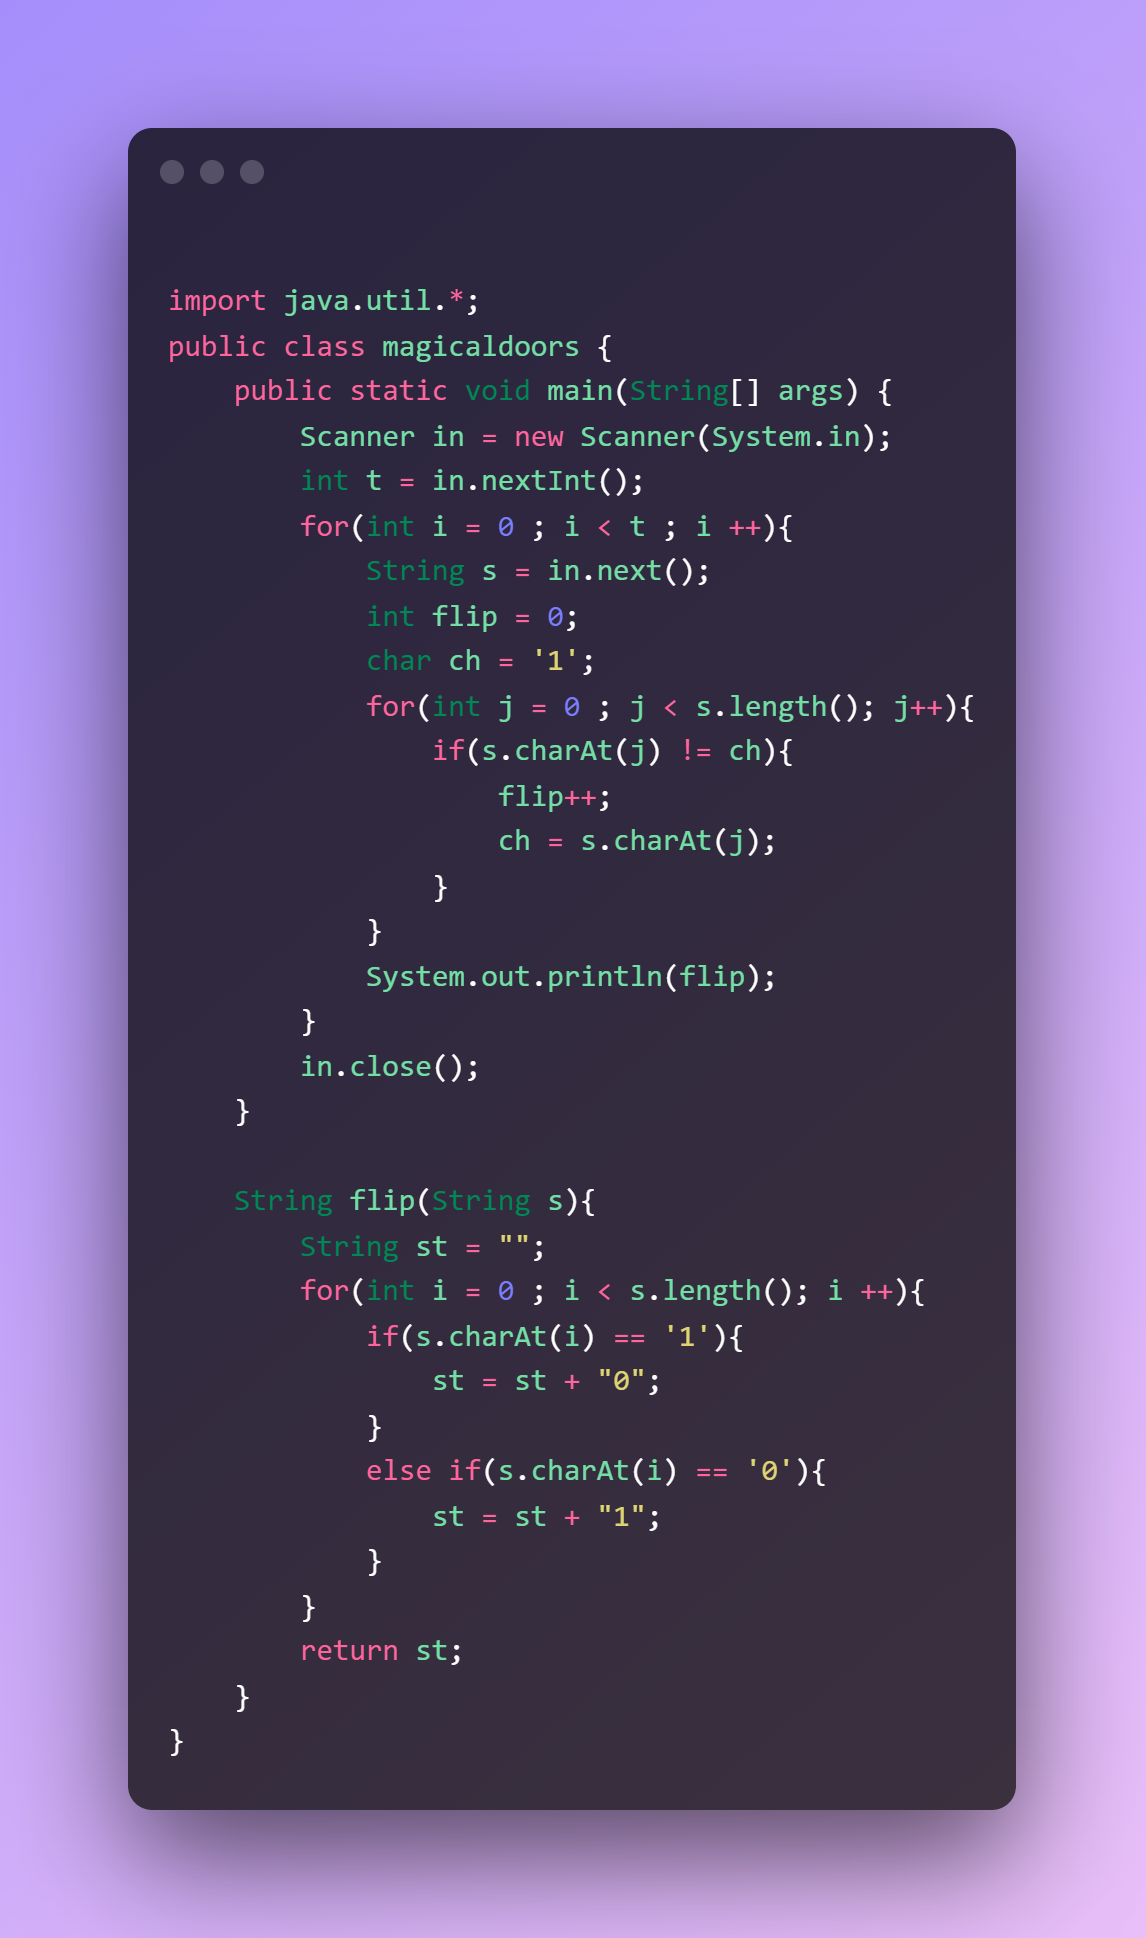 import java.util.*;
public class magicaldoors {
    public static void main(String[] args) {
        Scanner in = new Scanner(System.in);
        int t = in.nextInt();
        for(int i = 0 ; i < t ; i ++){
            String s = in.next();
            int flip = 0;
            char ch = '1';
            for(int j = 0 ; j < s.length(); j++){
                if(s.charAt(j) != ch){
                    flip++;
                    ch = s.charAt(j);
                }
            }
            System.out.println(flip);
        }
        in.close();
    }

    String flip(String s){
        String st = "";
        for(int i = 0 ; i < s.length(); i ++){
            if(s.charAt(i) == '1'){
                st = st + "0";
            }
            else if(s.charAt(i) == '0'){
                st = st + "1";
            }
        }
        return st;
    }
}